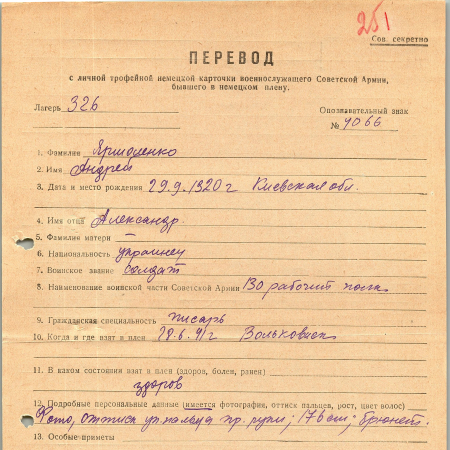 251
Сов. секретно
ПЕРЕВОД
с личной трофейной немецкой карточки военнослужащего Советской Армии,
бывшего в немецком плену.
Лагерь 326
Опознавательный знак
№ 9066
1. Фамилия Ярмоленко
2. Имя Андрей
3. Дата и место рождения 29.9.1920 г Киевская обл.
4. Имя отца Александр.
5. Фамилия матери —
6. Национальность украинец
7. Воинское звание солдат
8. Наименование воинской части Советской Армии 130 рабочий полк
9. Гражданская специальность писарь
10. Когда и где взят в плен 28.6.41 г Вольковыск
11. В каком состоянии взят в плен (здоров, болен, ранен)
здоров
12. Подробные персональные данные (имеется фотография, оттиск пальцев, рост, цвет волос)
Фото, оттиск ук. пальца пр. руки; 176 см; брюнет.
13. Особые приметы